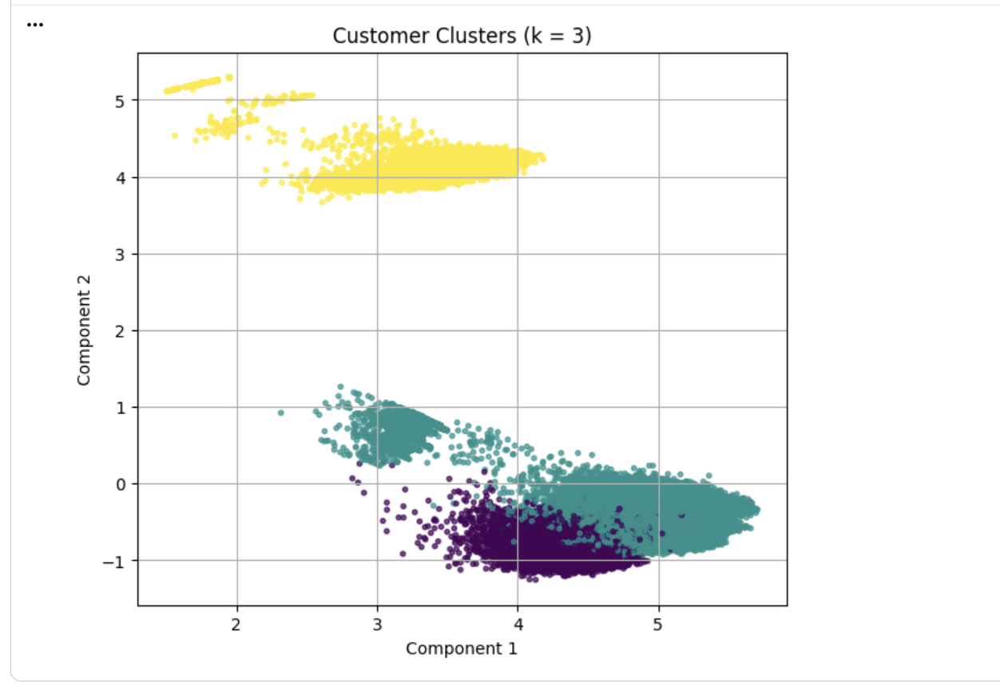 ...
Customer Clusters (k = 3)
5
4
3
2
1
0
−1
Component 2
2 3 4 5
Component 1